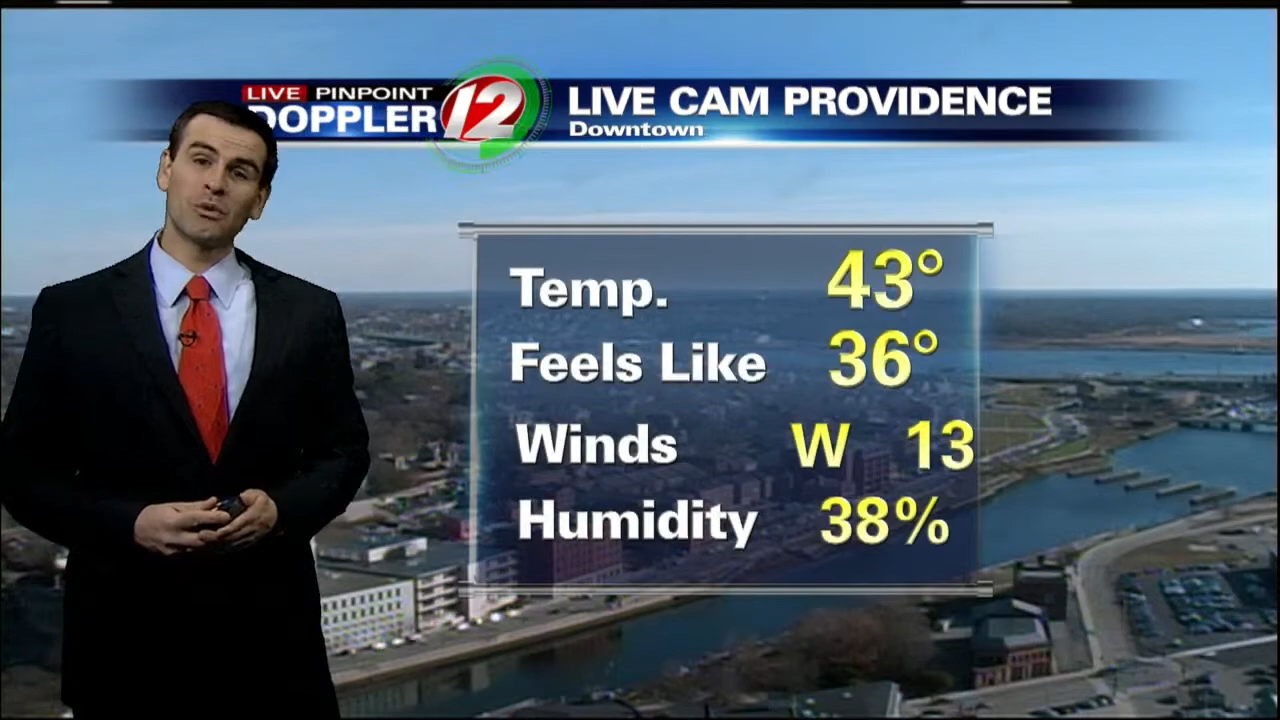 LIVE PINPOINT
DOPPLER 12
LIVE CAM PROVIDENCE
Downtown
Temp. 43°
Feels Like 36°
Winds W 13
Humidity 38%